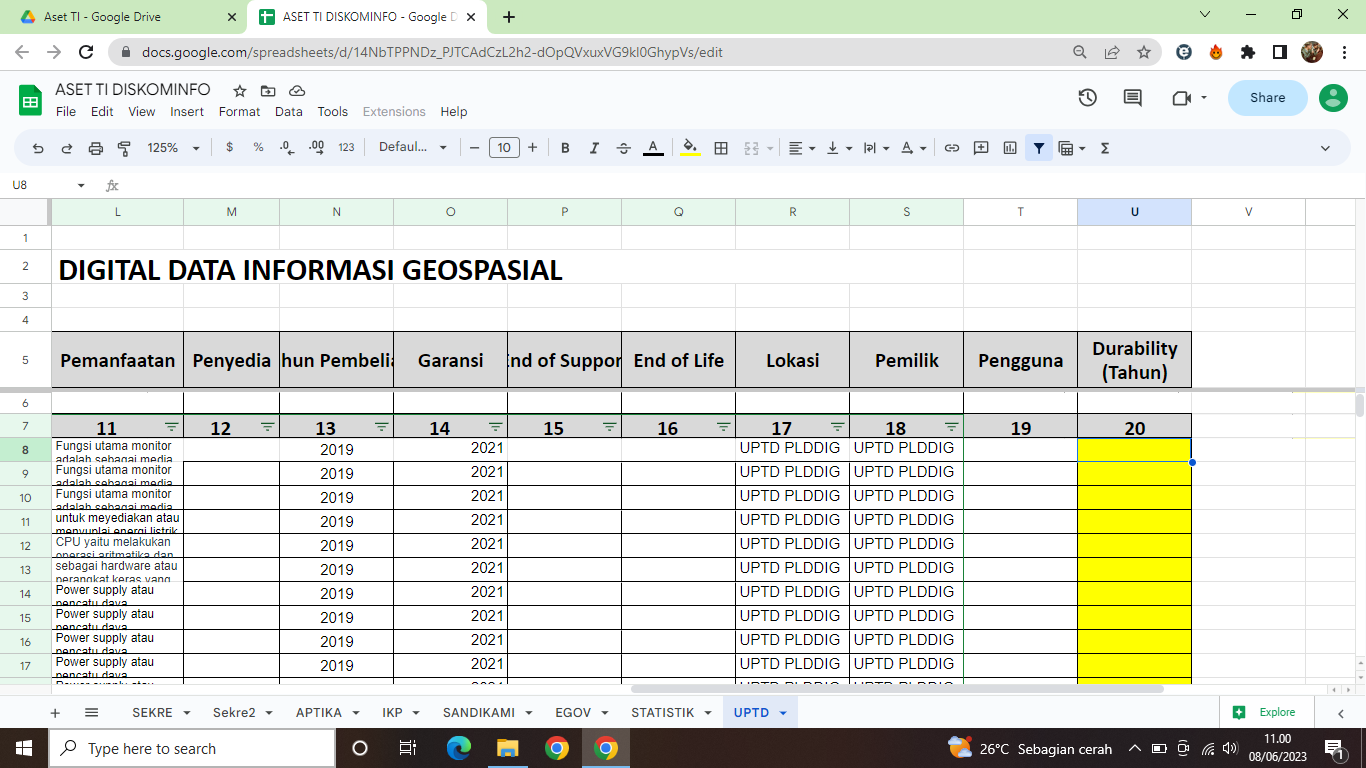 Aset TI - Google Drive
ASET TI DISKOMINFO - Google D
docs.google.com/spreadsheets/d/14NbTPPNDz_PJTCAdCzL2h2-dOpQVxuxVG9kI0GhypVs/edit
ASET TI DISKOMINFO
File Edit View Insert Format Data Tools Extensions Help
Share
125% $ % .0 .00 123 Defaul... 10 B I A
U8 fx
L M N O P Q R S T U V
1
2 DIGITAL DATA INFORMASI GEOSPASIAL
3
4
5 Pemanfaatan Penyedia hun Pembelia Garansi End of Suppor End of Life Lokasi Pemilik Pengguna Durability (Tahun)
6
7 11 12 13 14 15 16 17 18 19 20
8 Fungsi utama monitor adalah sebagai media 2019 2021 UPTD PLDDIG UPTD PLDDIG
9 Fungsi utama monitor adalah sebagai media 2019 2021 UPTD PLDDIG UPTD PLDDIG
10 Fungsi utama monitor adalah sebagai media 2019 2021 UPTD PLDDIG UPTD PLDDIG
11 untuk meyediakan atau menyuplai energi listrik 2019 2021 UPTD PLDDIG UPTD PLDDIG
12 CPU yaitu melakukan operasi aritmatika dan 2019 2021 UPTD PLDDIG UPTD PLDDIG
13 sebagai hardware atau perangkat keras yang 2019 2021 UPTD PLDDIG UPTD PLDDIG
14 Power supply atau pencatu daya 2019 2021 UPTD PLDDIG UPTD PLDDIG
15 Power supply atau pencatu daya 2019 2021 UPTD PLDDIG UPTD PLDDIG
16 Power supply atau pencatu daya 2019 2021 UPTD PLDDIG UPTD PLDDIG
17 Power supply atau pencatu daya 2019 2021 UPTD PLDDIG UPTD PLDDIG
SEKRE Sekre2 APTIKA IKP SANDIKAMI EGOV STATISTIK UPTD Explore
Type here to search
26°C Sebagian cerah
11.00
08/06/2023
1